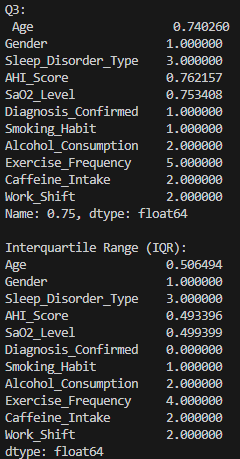 Q3:
Age 0.740260
Gender 1.000000
Sleep_Disorder_Type 3.000000
AHI_Score 0.762157
SaO2_Level 0.753408
Diagnosis_Confirmed 1.000000
Smoking_Habit 1.000000
Alcohol_Consumption 2.000000
Exercise_Frequency 5.000000
Caffeine_Intake 2.000000
Work_Shift 2.000000
Name: 0.75, dtype: float64
Interquartile Range (IQR):
Age 0.506494
Gender 1.000000
Sleep_Disorder_Type 3.000000
AHI_Score 0.493396
SaO2_Level 0.499399
Diagnosis_Confirmed 0.000000
Smoking_Habit 1.000000
Alcohol_Consumption 2.000000
Exercise_Frequency 4.000000
Caffeine_Intake 2.000000
Work_Shift 2.000000
dtype: float64